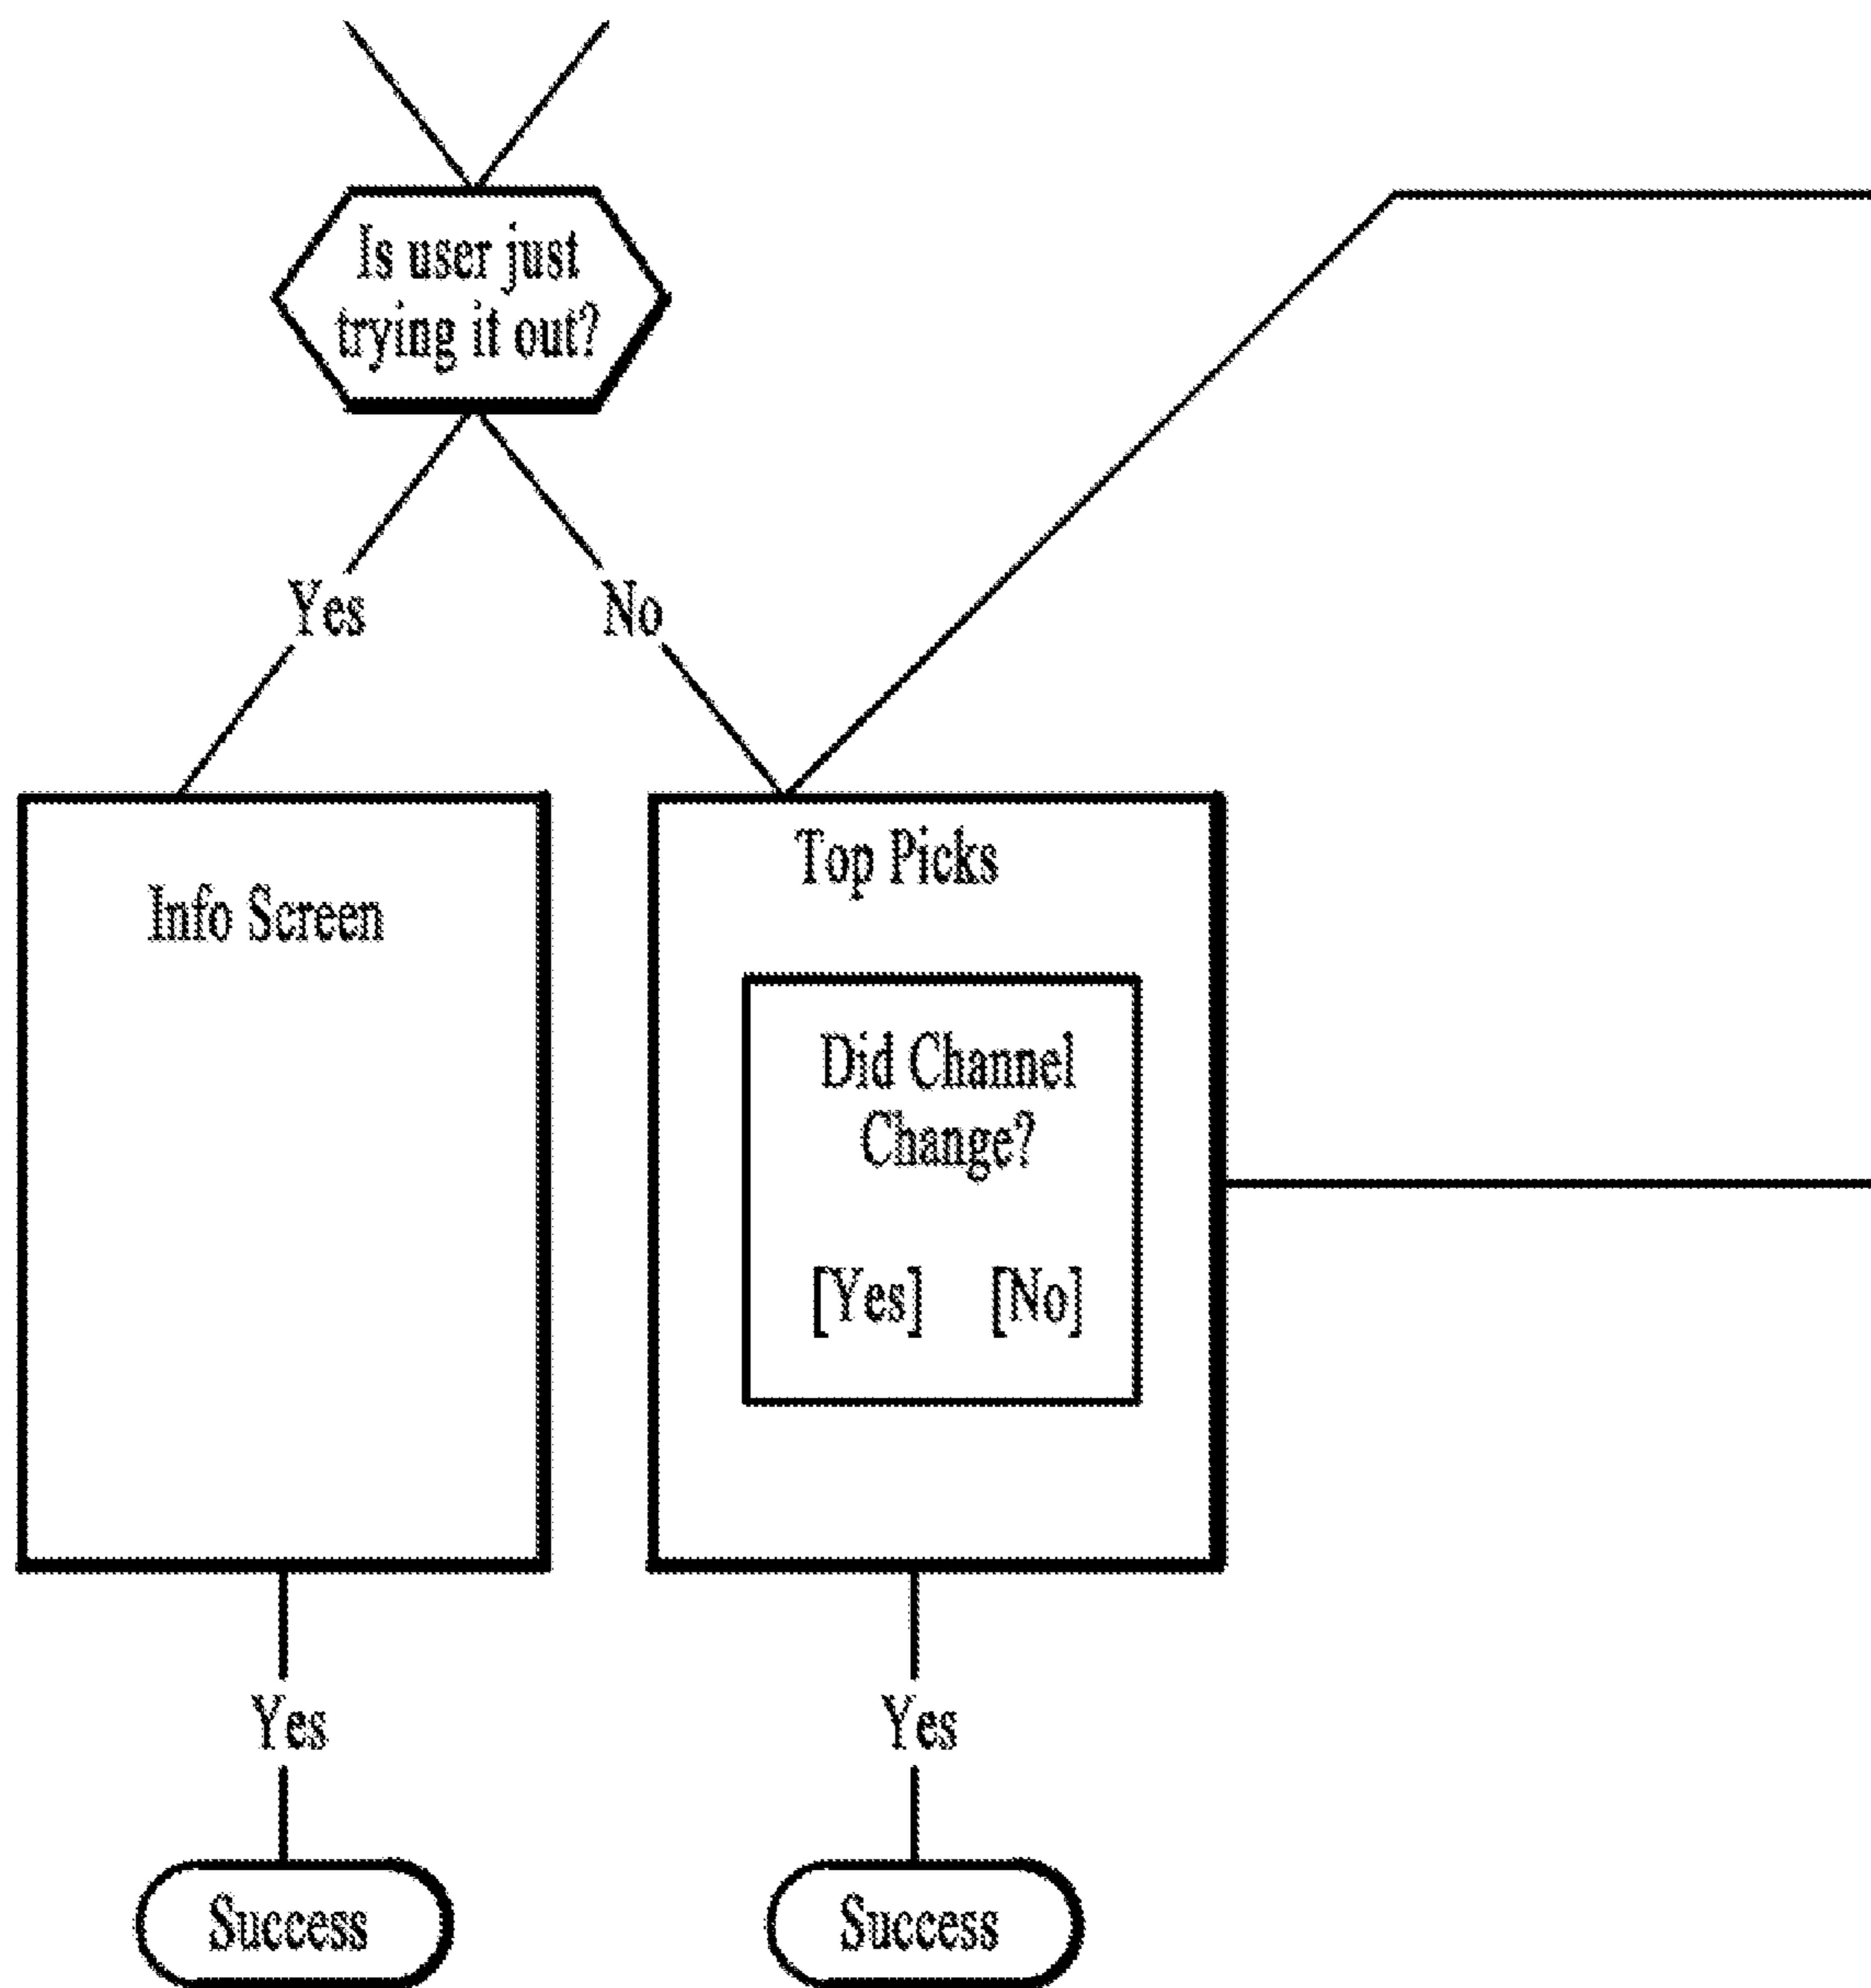 Is user just
trying it out?
Yes
No
Info Screen
Top Picks
Did Channel
Change?
[Yes] [No]
Yes
Yes
Success
Success